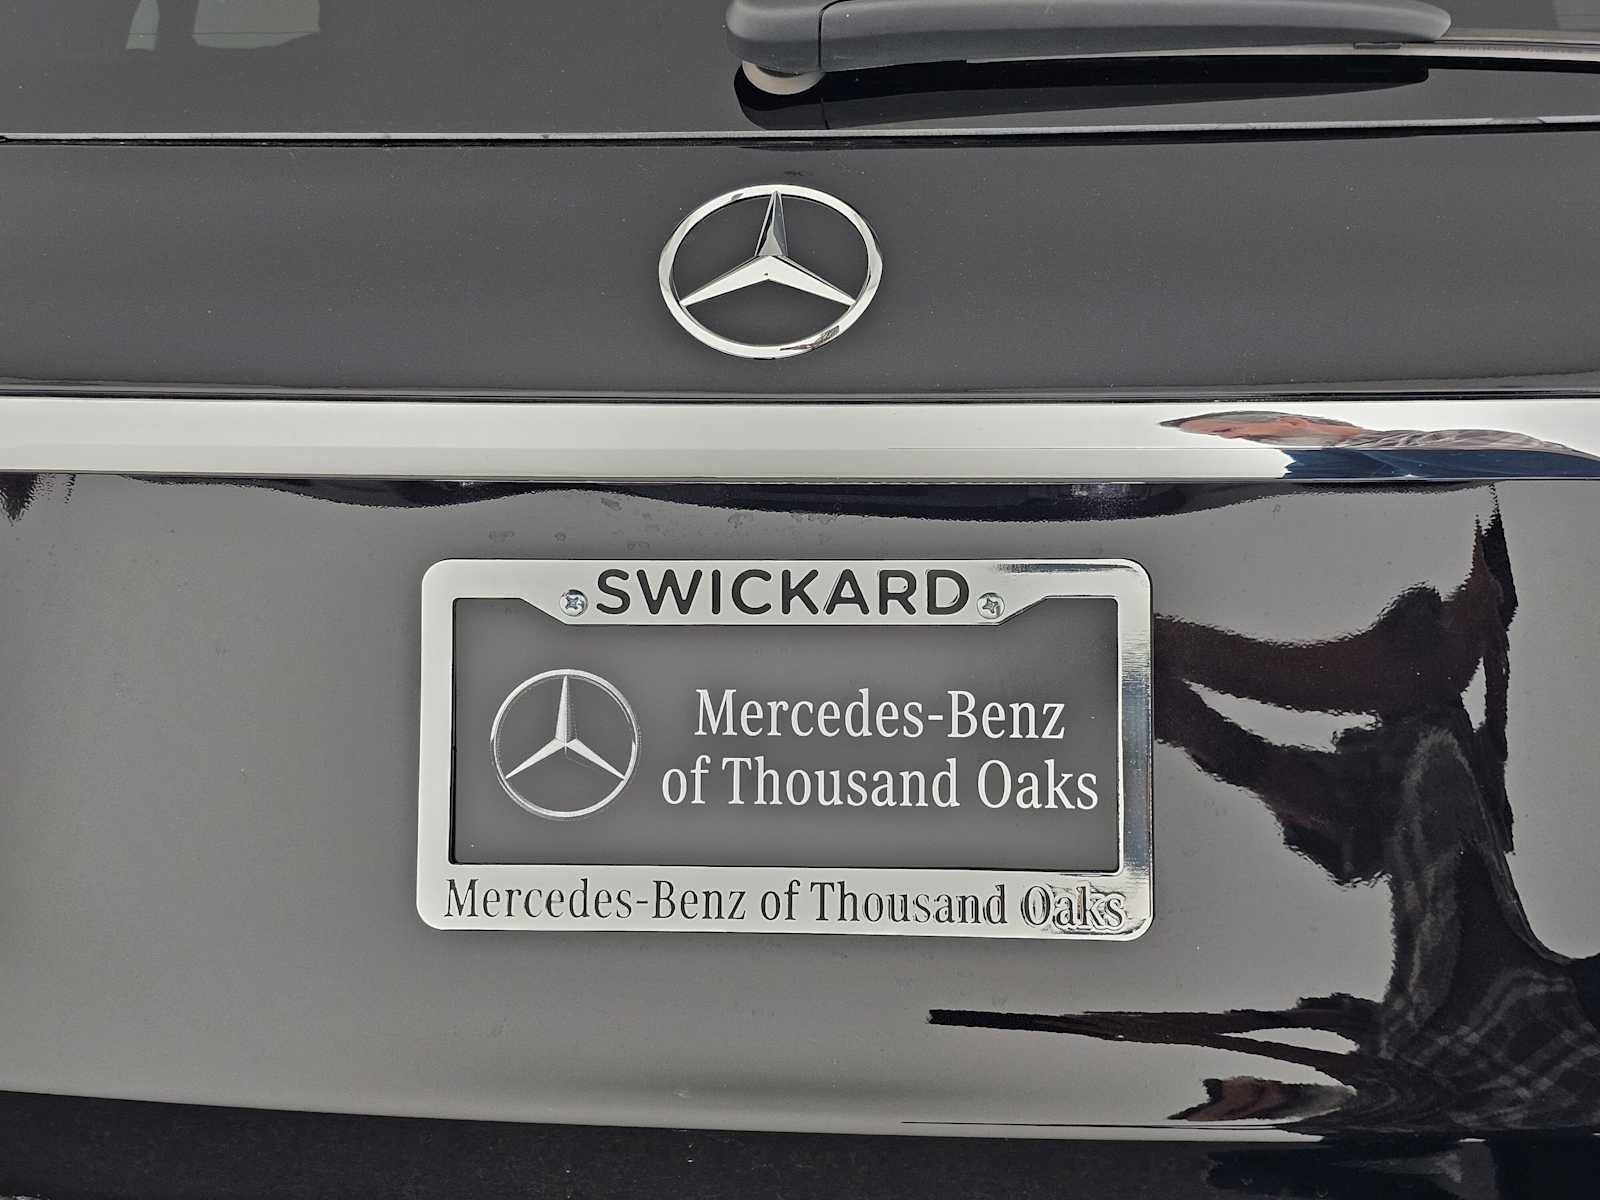 SWICKARD
Mercedes-Benz
of Thousand Oaks
Mercedes-Benz of Thousand Oaks